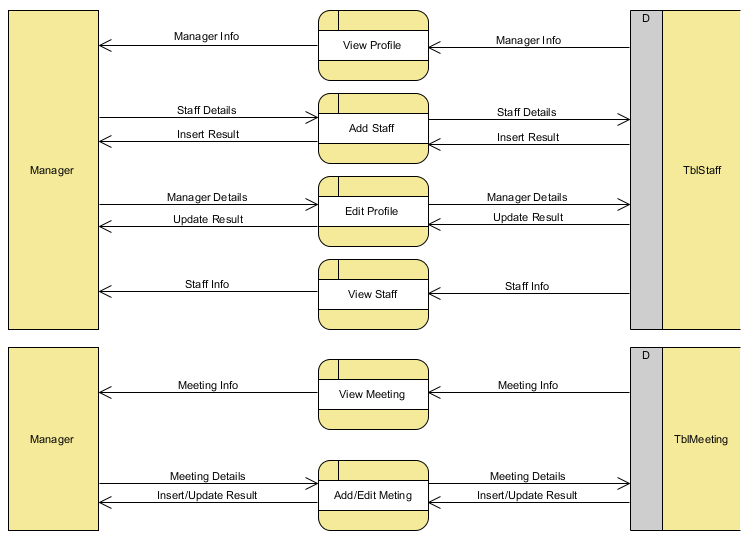 D
Manager Info
View Profile
Manager Info
Staff Details
Add Staff
Staff Details
Insert Result
Insert Result
Manager
TblStaff
Manager Details
Edit Profile
Manager Details
Update Result
Update Result
Staff Info
View Staff
Staff Info
D
Meeting Info
View Meeting
Meeting Info
Manager
TblMeeting
Meeting Details
Add/Edit Meting
Meeting Details
Insert/Update Result
Insert/Update Result